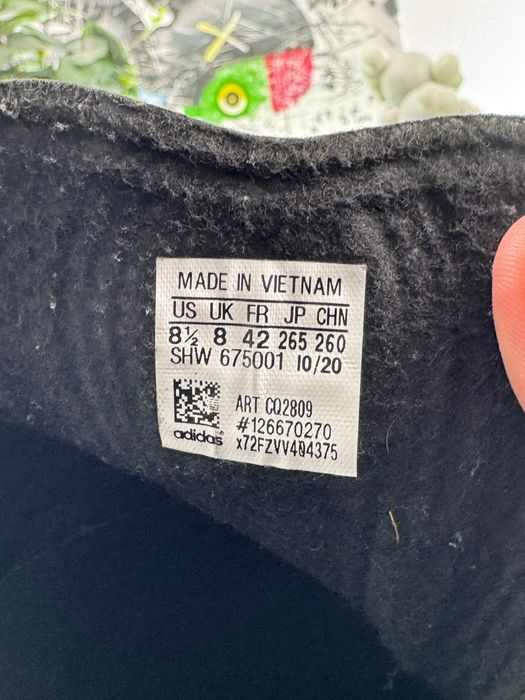 MADE IN VIETNAM
US UK FR JP CHN
8½ 8 42 265 260
SHW 675001 10/20
ART CQ2809
#126670270
adidas x72FZVV404375